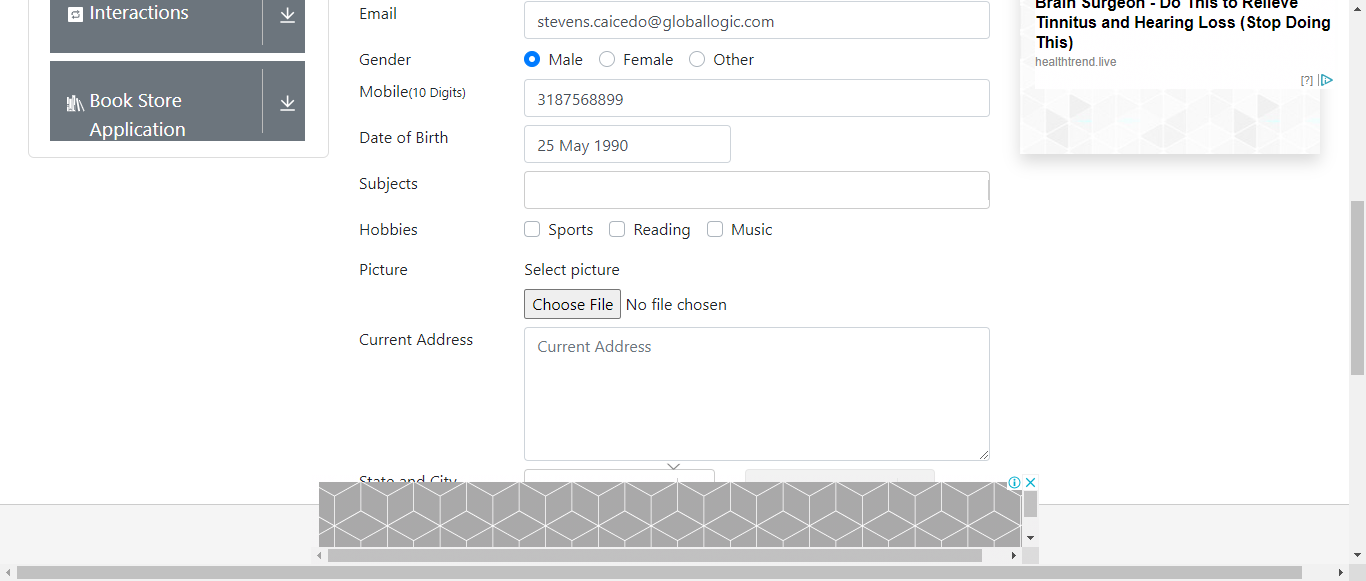 Interactions
Book Store
Application
Email
stevens.caicedo@globallogic.com
Gender
Male Female Other
Mobile(10 Digits)
3187568899
Date of Birth
25 May 1990
Subjects
Hobbies
Sports Reading Music
Picture
Select picture
Choose File No file chosen
Current Address
Current Address
State and City
Brain Surgeon - Do This to Relieve
Tinnitus and Hearing Loss (Stop Doing
This)
healthtrend.live
[?]